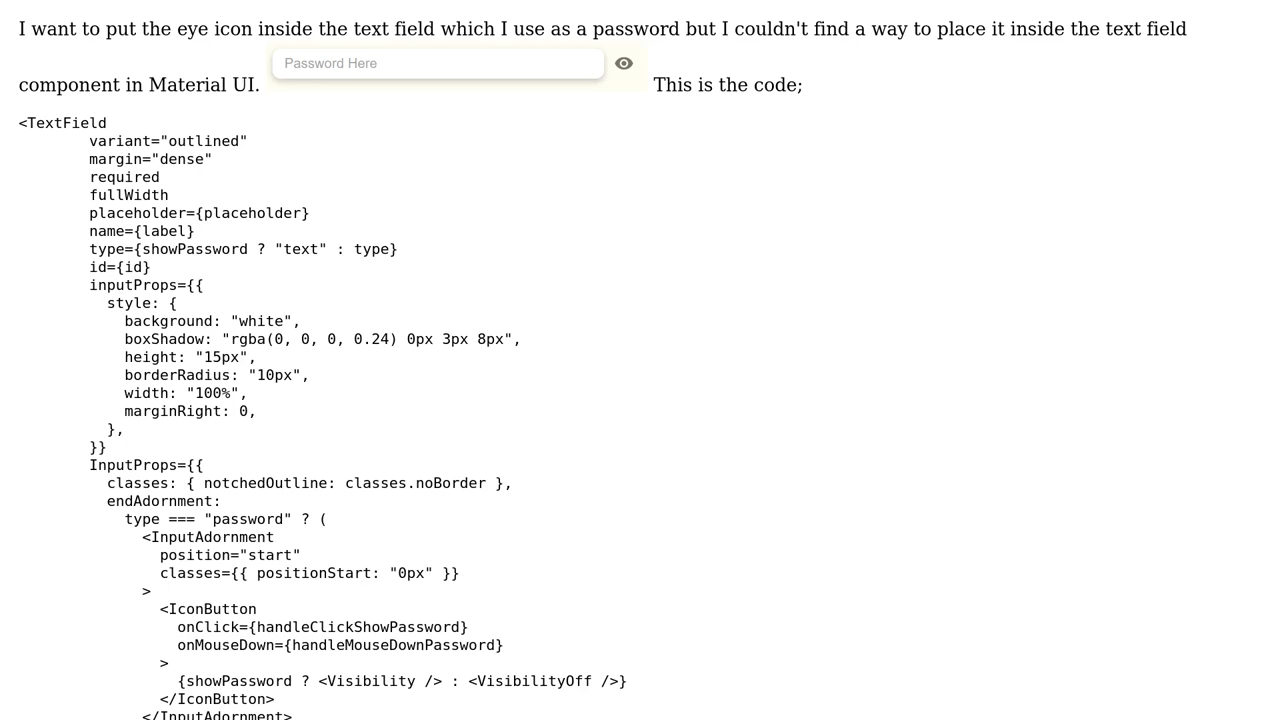 I want to put the eye icon inside the text field which I use as a password but I couldn't find a way to place it inside the text field
Password Here
component in Material UI. This is the code;
<TextField
        variant="outlined"
        margin="dense"
        required
        fullWidth
        placeholder={placeholder}
        name={label}
        type={showPassword ? "text" : type}
        id={id}
        inputProps={{
          style: {
            background: "white",
            boxShadow: "rgba(0, 0, 0, 0.24) 0px 3px 8px",
            height: "15px",
            borderRadius: "10px",
            width: "100%",
            marginRight: 0,
          },
        }}
        InputProps={{
          classes: { notchedOutline: classes.noBorder },
          endAdornment:
            type === "password" ? (
              <InputAdornment
                position="start"
                classes={{ positionStart: "0px" }}
              >
                <IconButton
                  onClick={handleClickShowPassword}
                  onMouseDown={handleMouseDownPassword}
                >
                  {showPassword ? <Visibility /> : <VisibilityOff />}
                </IconButton>
              </InputAdornment>